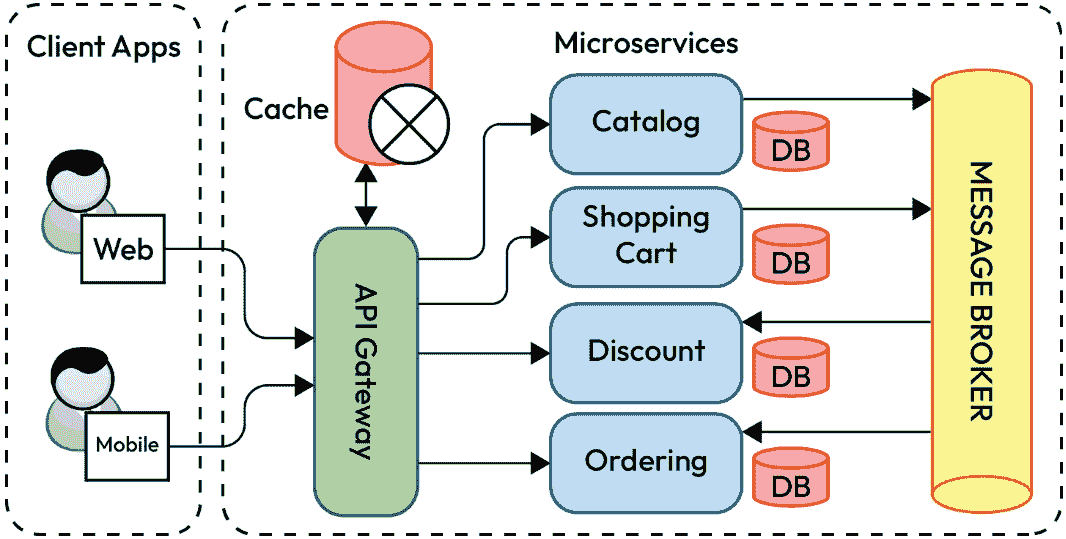 Client Apps
Web
Mobile
Cache
API Gateway
Microservices
Catalog
DB
Shopping
Cart
DB
Discount
DB
Ordering
DB
MESSAGE BROKER